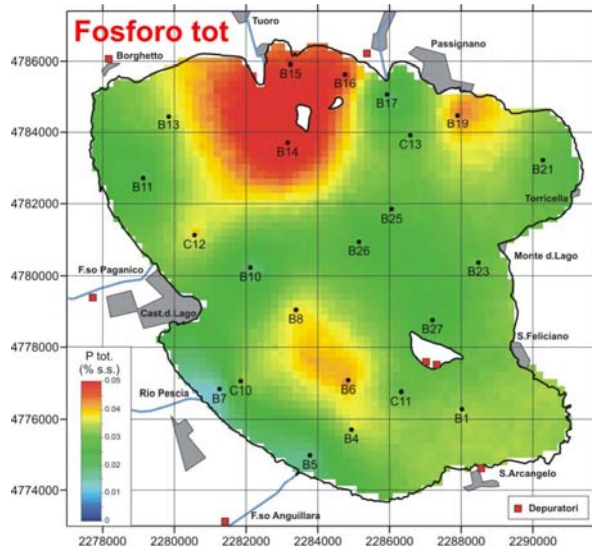 Fosforo tot
Tuoro
Borghetto
Passignano
B15
B16
B17
B13
B19
C13
B14
B21
B11
Torricella
B25
C12
B26
Monte d.Lago
B23
F.so Paganico
B10
Cast.d.Lago
B8
B27
S.Feliciano
P tot.
(% s.s.)
0.05
0.04
0.03
0.02
0.01
0
Rio Pescia
B7
C10
B6
C11
B1
B4
B5
S.Arcangelo
F.so Anguillara
Depuratori
4786000
4784000
4782000
4780000
4778000
4776000
4774000
2278000 2280000 2282000 2284000 2286000 2288000 2290000